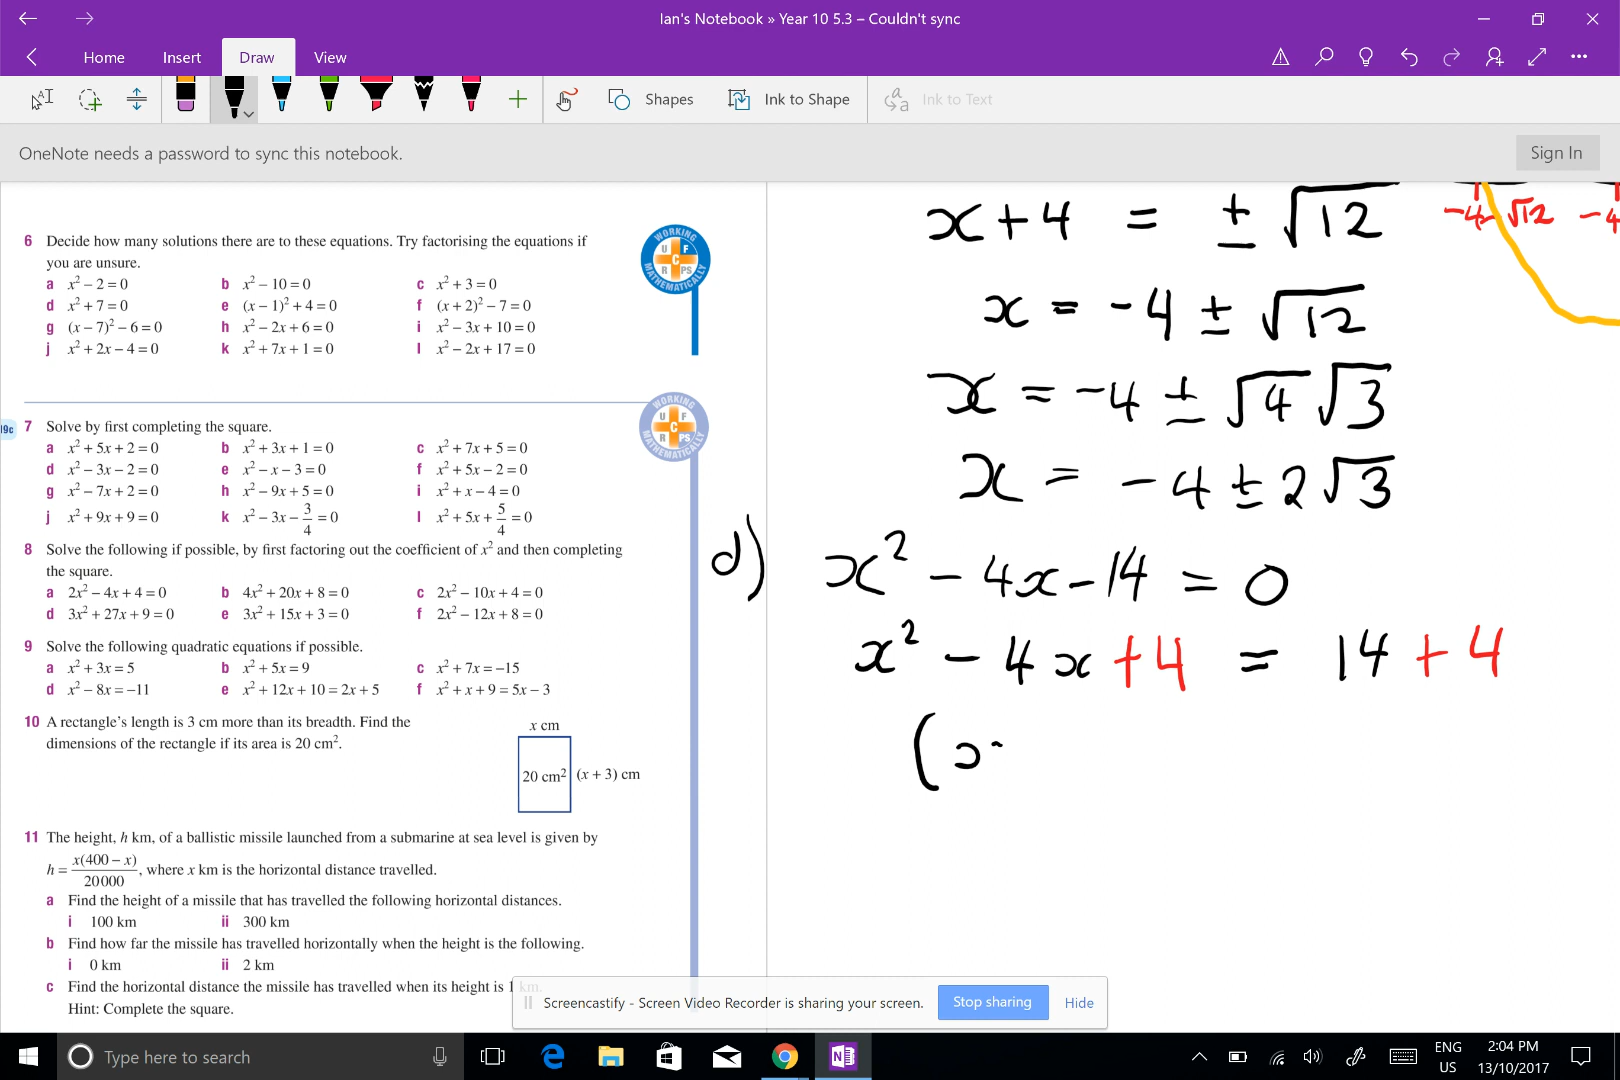 Ian's Notebook » Year 10 5.3 – Couldn't sync
Home Insert Draw View
Shapes Ink to Shape Ink to Text
OneNote needs a password to sync this notebook. Sign In
6 Decide how many solutions there are to these equations. Try factorising the equations if
you are unsure.
a x² – 2 = 0 b x² – 10 = 0 c x² + 3 = 0
d x² + 7 = 0 e (x – 1)² + 4 = 0 f (x + 2)² – 7 = 0
g (x – 7)² – 6 = 0 h x² – 2x + 6 = 0 i x² – 3x + 10 = 0
j x² + 2x – 4 = 0 k x² + 7x + 1 = 0 l x² – 2x + 17 = 0
WORKING
U F
C
R PS
MATHEMATICALLY
19c
7 Solve by first completing the square.
a x² + 5x + 2 = 0 b x² + 3x + 1 = 0 c x² + 7x + 5 = 0
d x² – 3x – 2 = 0 e x² – x – 3 = 0 f x² + 5x – 2 = 0
g x² – 7x + 2 = 0 h x² – 9x + 5 = 0 i x² + x – 4 = 0
j x² + 9x + 9 = 0 k x² – 3x – 3/4 = 0 l x² + 5x + 5/4 = 0
WORKING
U F
C
R PS
MATHEMATICALLY
8 Solve the following if possible, by first factoring out the coefficient of x² and then completing
the square.
a 2x² – 4x + 4 = 0 b 4x² + 20x + 8 = 0 c 2x² – 10x + 4 = 0
d 3x² + 27x + 9 = 0 e 3x² + 15x + 3 = 0 f 2x² – 12x + 8 = 0
9 Solve the following quadratic equations if possible.
a x² + 3x = 5 b x² + 5x = 9 c x² + 7x = –15
d x² – 8x = –11 e x² + 12x + 10 = 2x + 5 f x² + x + 9 = 5x – 3
10 A rectangle's length is 3 cm more than its breadth. Find the
dimensions of the rectangle if its area is 20 cm².
x cm
20 cm² (x + 3) cm
11 The height, h km, of a ballistic missile launched from a submarine at sea level is given by
h = x(400 – x)/20 000, where x km is the horizontal distance travelled.
a Find the height of a missile that has travelled the following horizontal distances.
i 100 km ii 300 km
b Find how far the missile has travelled horizontally when the height is the following.
i 0 km ii 2 km
c Find the horizontal distance the missile has travelled when its height is 1 km.
Hint: Complete the square.
x + 4 = ± √12
-4-√12 -4
x = -4 ± √12
x = -4 ± √4 √3
x = -4 ± 2√3
d) x² - 4x - 14 = 0
x² - 4x + 4 = 14 + 4
(x -
Screencastify - Screen Video Recorder is sharing your screen. Stop sharing Hide
Type here to search
ENG
US
2:04 PM
13/10/2017